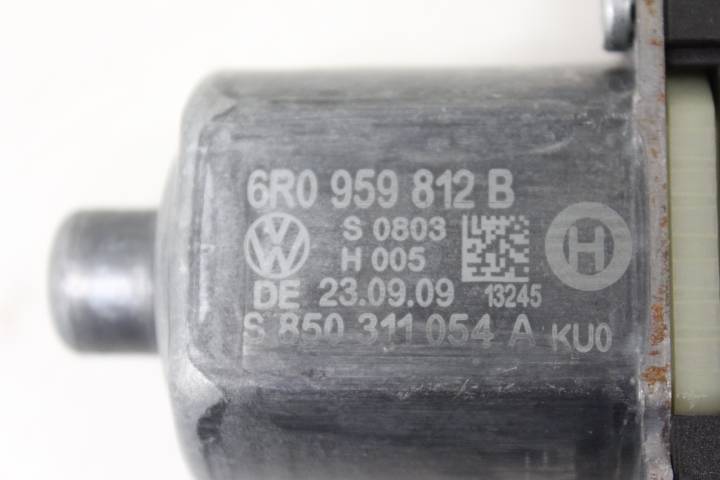 6R0 959 812 B
S 0803
H 005
H
DE 23.09.09 13245
S 850 311 054 A KU0